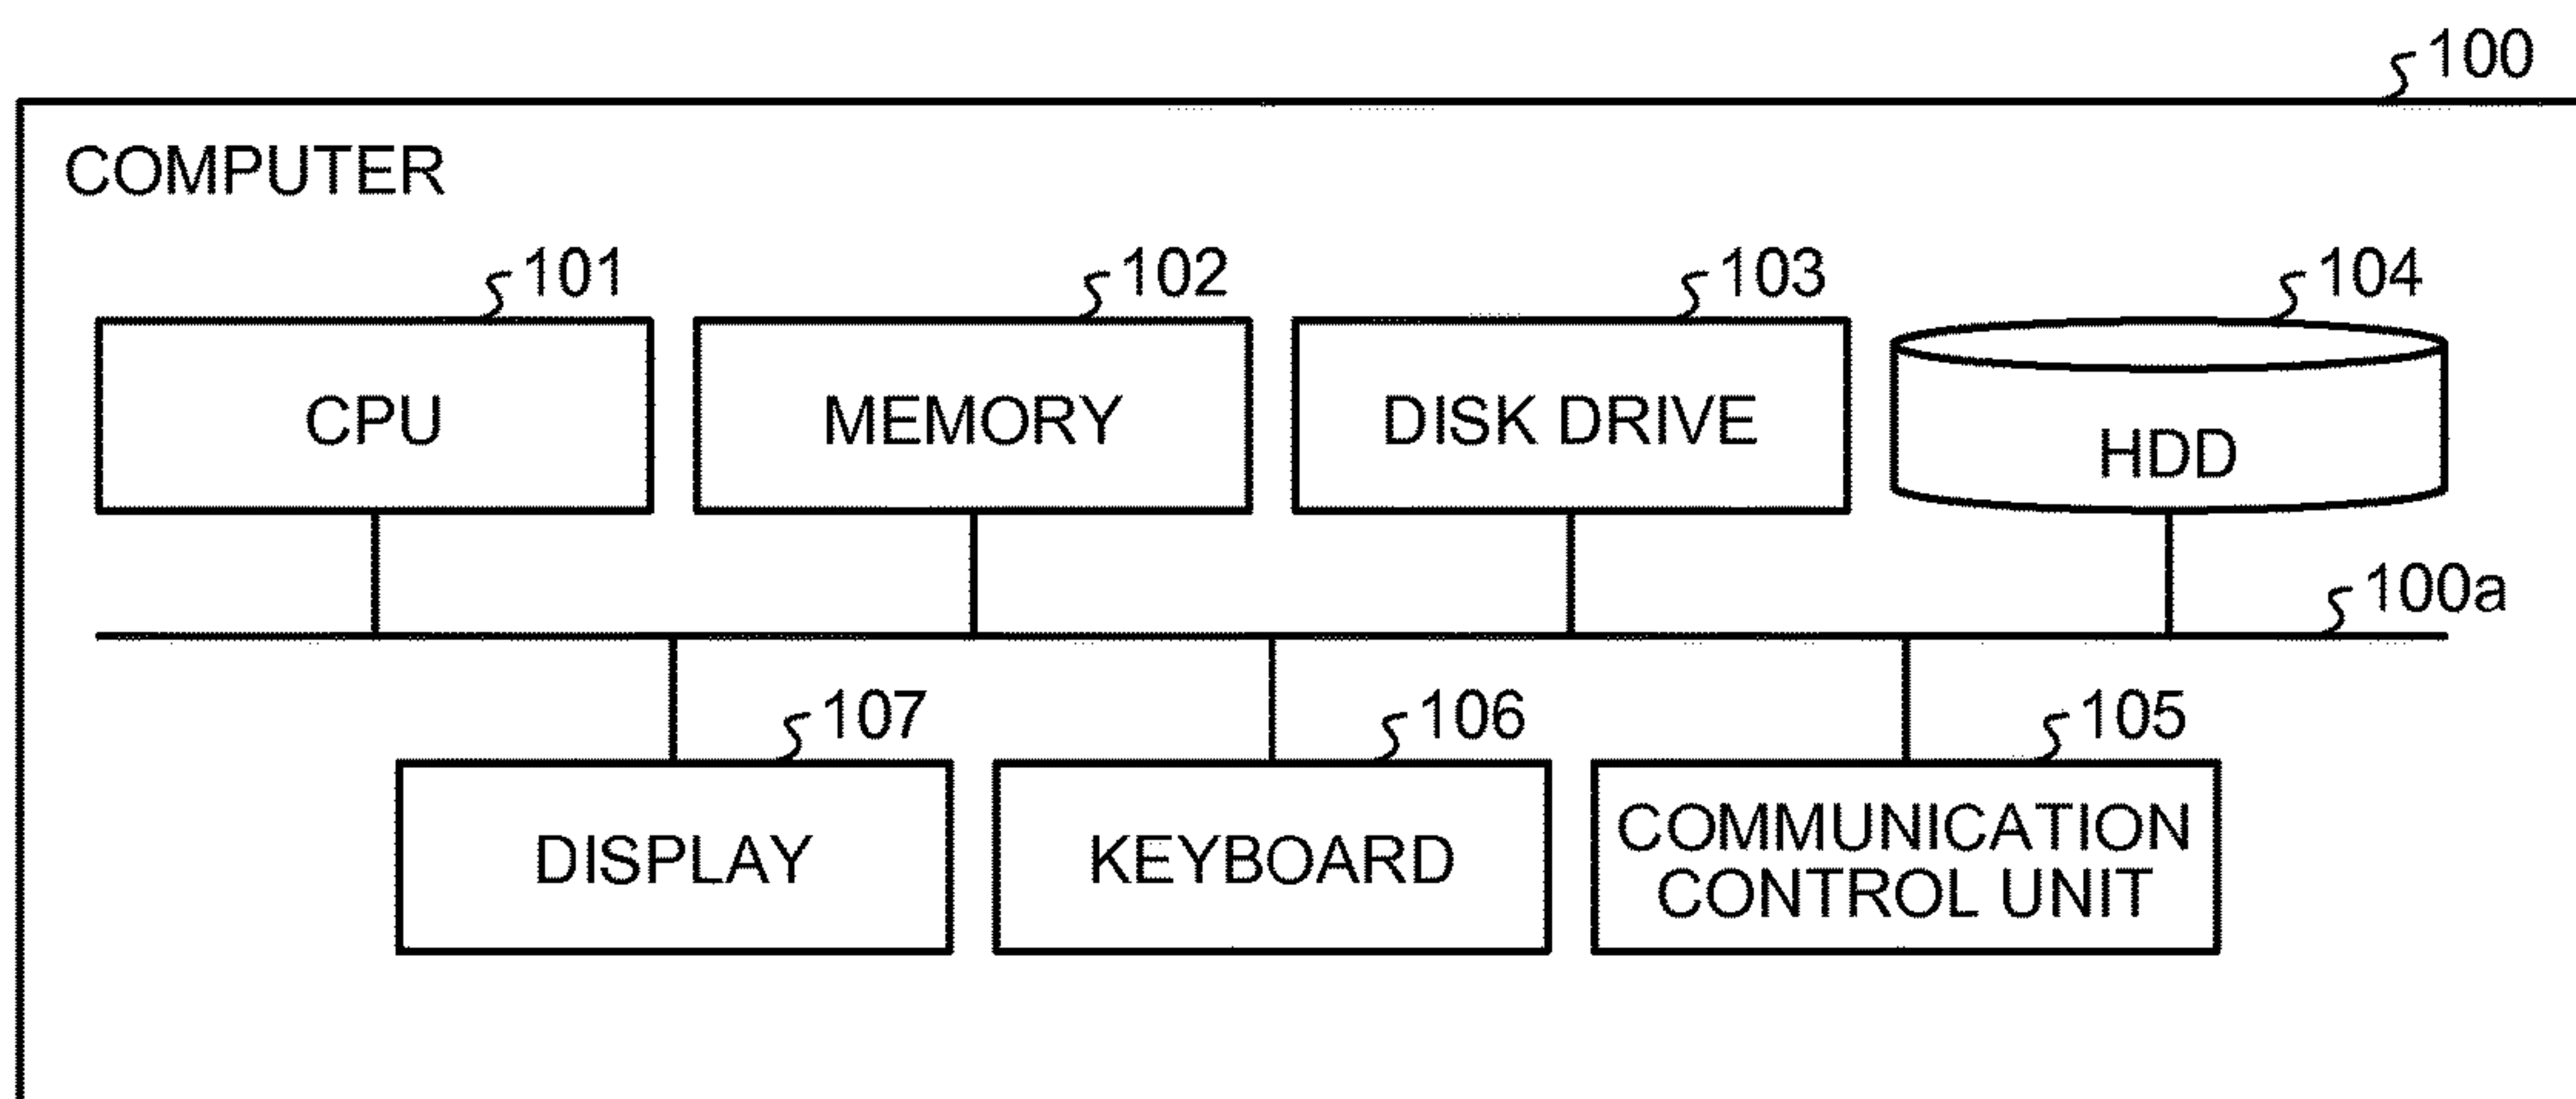 100
COMPUTER
101
102
103
104
CPU
MEMORY
DISK DRIVE
HDD
100a
107
106
105
DISPLAY
KEYBOARD
COMMUNICATION
CONTROL UNIT